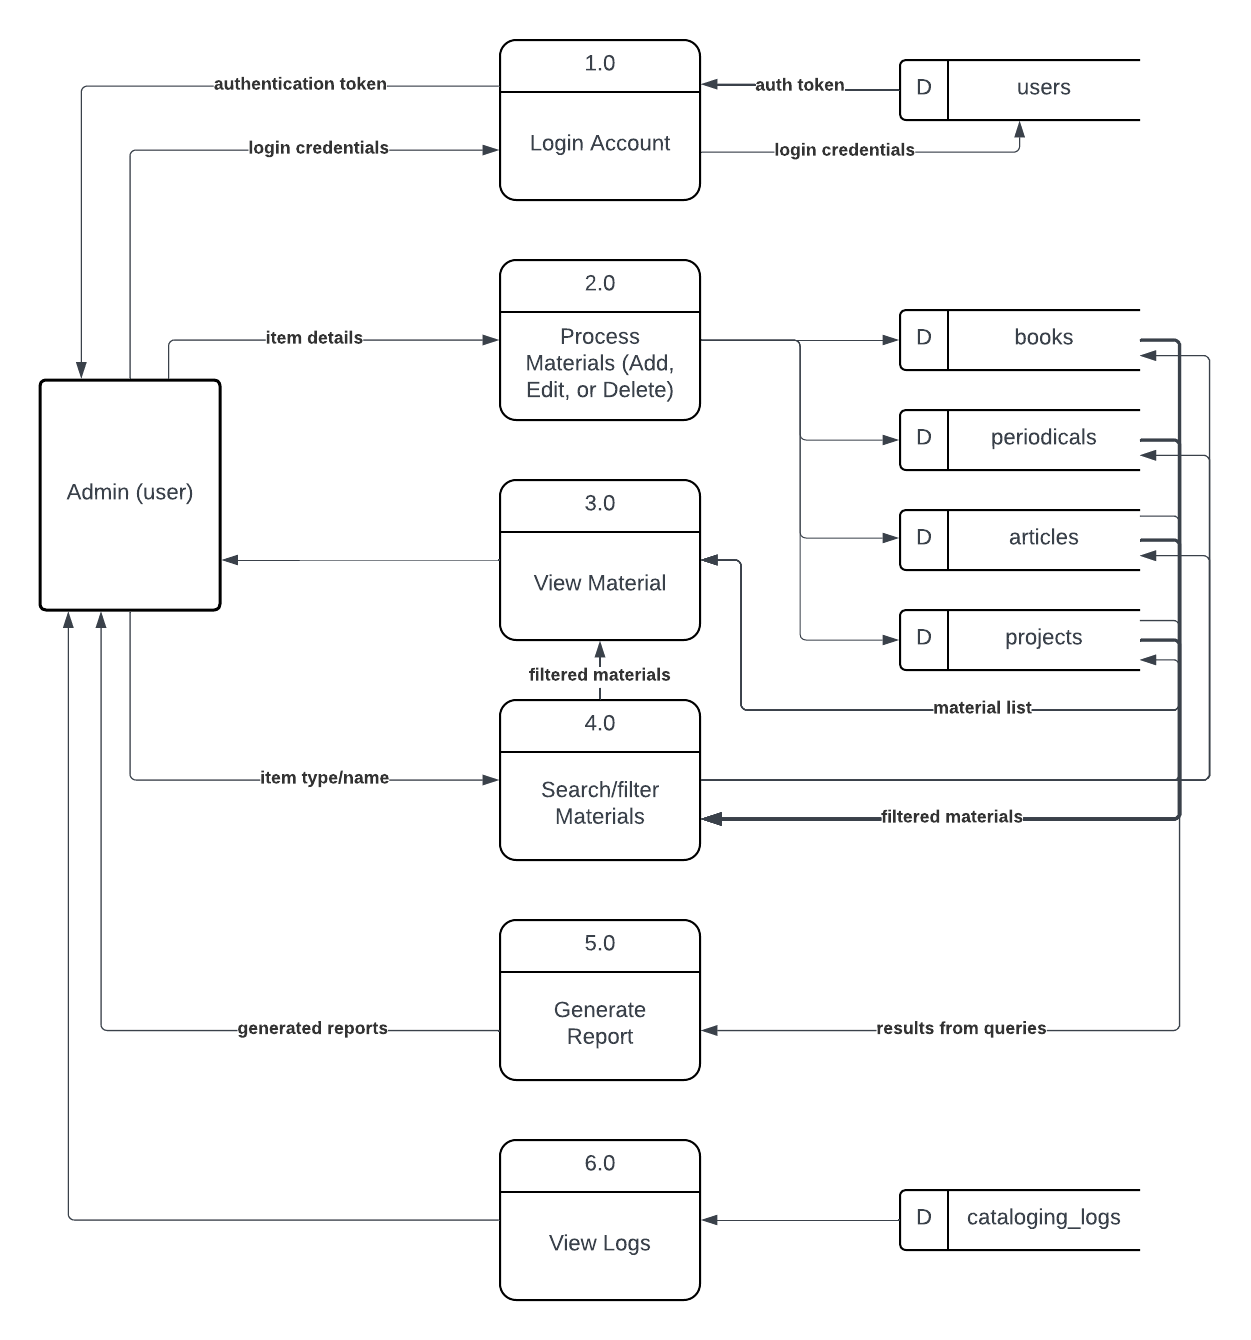 1.0
authentication token
auth token
D
users
login credentials
Login Account
login credentials
2.0
item details
Process
Materials (Add,
Edit, or Delete)
D
books
D
periodicals
Admin (user)
3.0
View Material
D
articles
D
projects
filtered materials
material list
4.0
item type/name
Search/filter
Materials
filtered materials
5.0
Generate
Report
generated reports
results from queries
6.0
View Logs
D
cataloging_logs